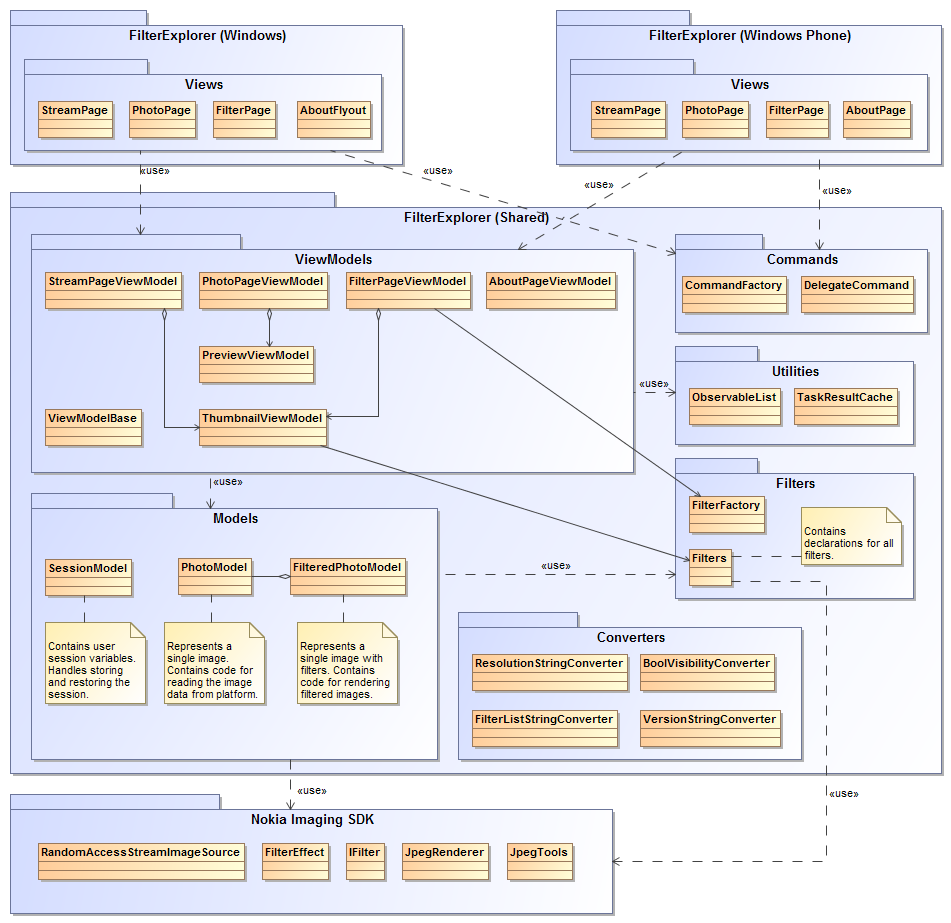 FilterExplorer (Windows)
Views
StreamPage
PhotoPage
FilterPage
AboutFlyout
FilterExplorer (Windows Phone)
Views
StreamPage
PhotoPage
FilterPage
AboutPage
«use»
«use»
«use»
«use»
FilterExplorer (Shared)
ViewModels
StreamPageViewModel
PhotoPageViewModel
FilterPageViewModel
AboutPageViewModel
PreviewViewModel
ViewModelBase
ThumbnailViewModel
Commands
CommandFactory
DelegateCommand
«use»
Utilities
ObservableList
TaskResultCache
Filters
FilterFactory
Filters
Contains
declarations for all
filters.
«use»
Models
SessionModel
PhotoModel
FilteredPhotoModel
Contains user
session variables.
Handles storing
and restoring the
session.
Represents a
single image.
Contains code for
reading the image
data from platform.
Represents a
single image with
filters. Contains
code for rendering
filtered images.
«use»
Converters
ResolutionStringConverter
BoolVisibilityConverter
FilterListStringConverter
VersionStringConverter
«use»
«use»
Nokia Imaging SDK
RandomAccessStreamImageSource
FilterEffect
IFilter
JpegRenderer
JpegTools